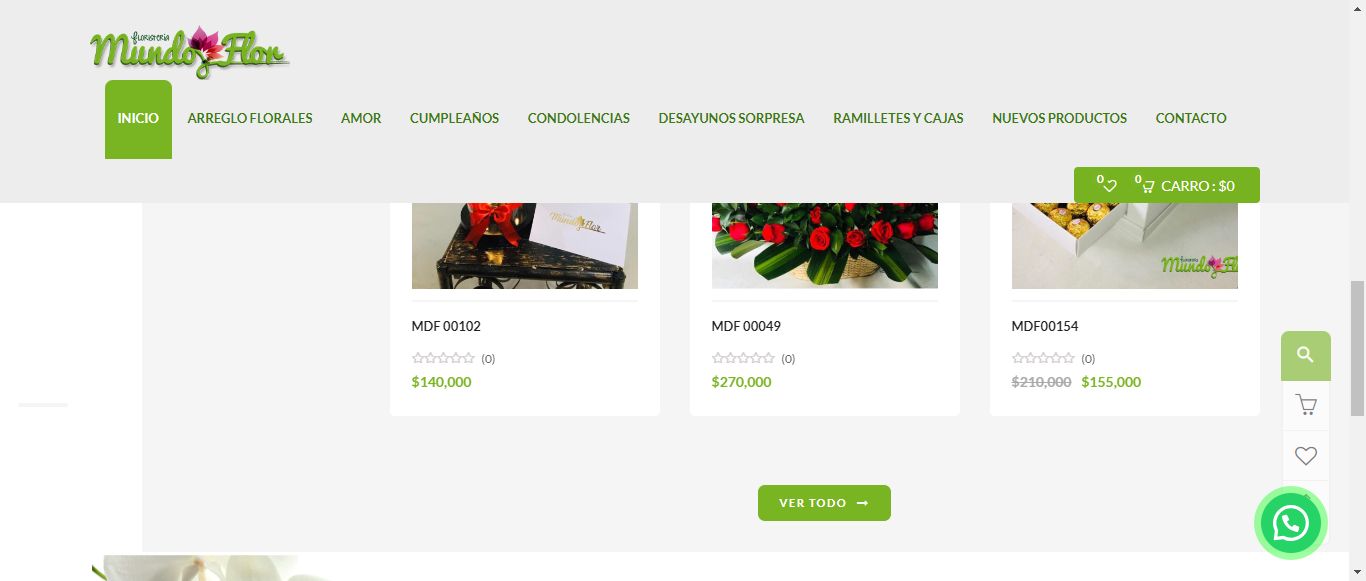 FLORISTERÍA
Mundo Flor
INICIO
ARREGLO FLORALES
AMOR
CUMPLEAÑOS
CONDOLENCIAS
DESAYUNOS SORPRESA
RAMILLETES Y CAJAS
NUEVOS PRODUCTOS
CONTACTO
0
0
CARRO : $0
Mundo Flor
Mundo Fl
MDF 00102
(0)
$140,000
MDF 00049
(0)
$270,000
MDF00154
(0)
$210,000 $155,000
VER TODO